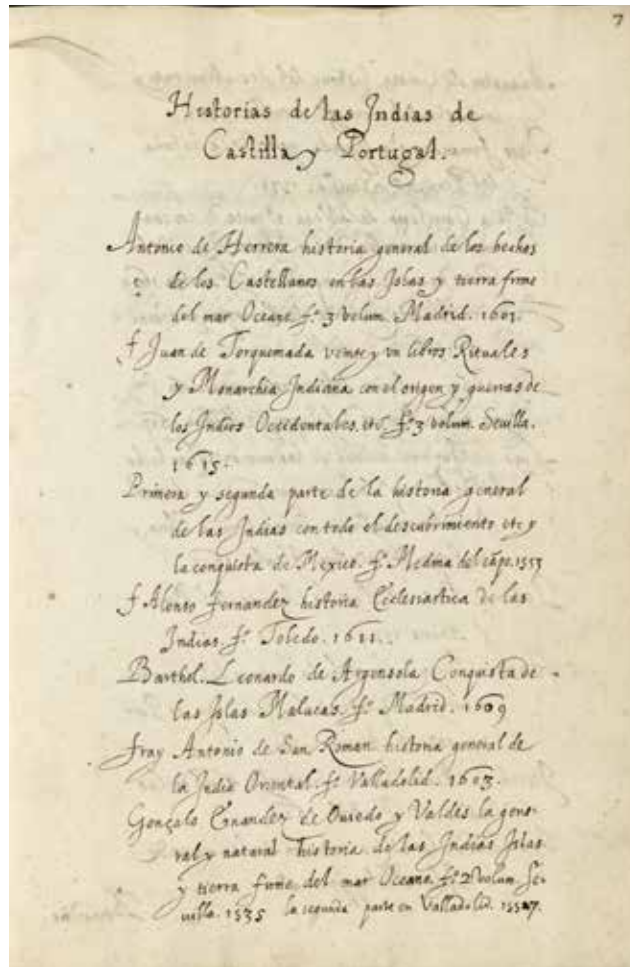 7
Historias de las Indias de
Castilla y Portugal.
Antonio de Herrera historia general de los hechos
de los Castellanos en las Islas y tierra firme
del mar Oceano. fº. 3 volum. Madrid. 1601.
f Juan de Torquemada veinte y un libros Rituales
y Monarchia Indiana con el origen y guerras de
los Indios Occidentales. etc. fº. 3 volum. Sevilla.
1615.
Primera y segunda parte de la historia general
de las Indias con todo el descubrimiento etc y
la conquista de Mexico. fº. Medina del cãpo. 1553
f Alonso Fernandez historia Ecclesiastica de las
Indias. fº. Toledo. 1611.
Barthol. Leonardo de Argensola Conquista de
las Islas Malucas. fº. Madrid. 1609
Fray Antonio de San Roman historia general de
la India Oriental. fº. Valladolid. 1603.
Gonçalo Ernandez de Oviedo y Valdes la gene-
ral y natural historia de las Indias Islas
y tierra firme del mar Oceano. fº. 2 volum. Se-
villa. 1535 la segunda parte en Valladolid.